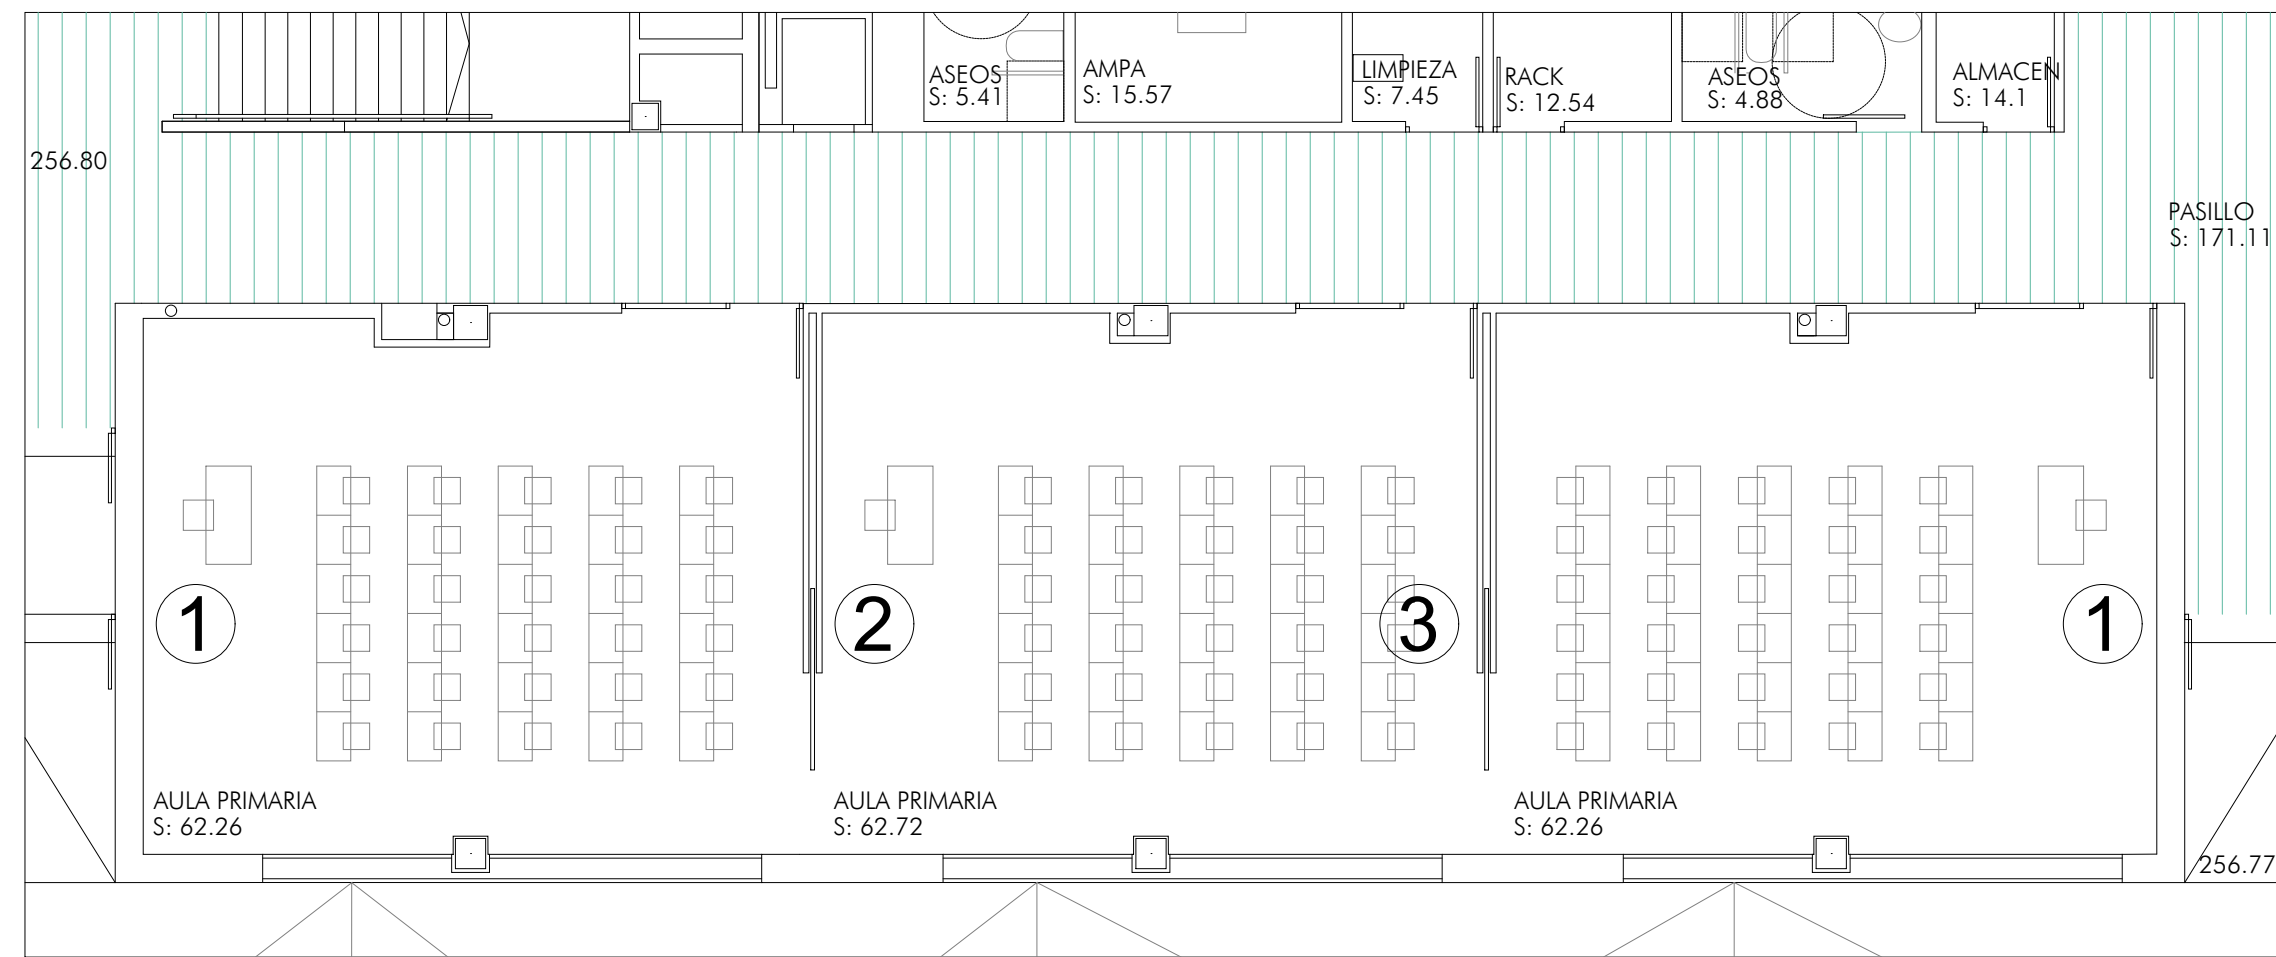 ASEOS
S: 5.41
AMPA
S: 15.57
LIMPIEZA
S: 7.45
RACK
S: 12.54
ASEOS
S: 4.88
ALMACEN
S: 14.1
256.80
PASILLO
S: 171.11
1
2
3
1
AULA PRIMARIA
S: 62.26
AULA PRIMARIA
S: 62.72
AULA PRIMARIA
S: 62.26
256.77